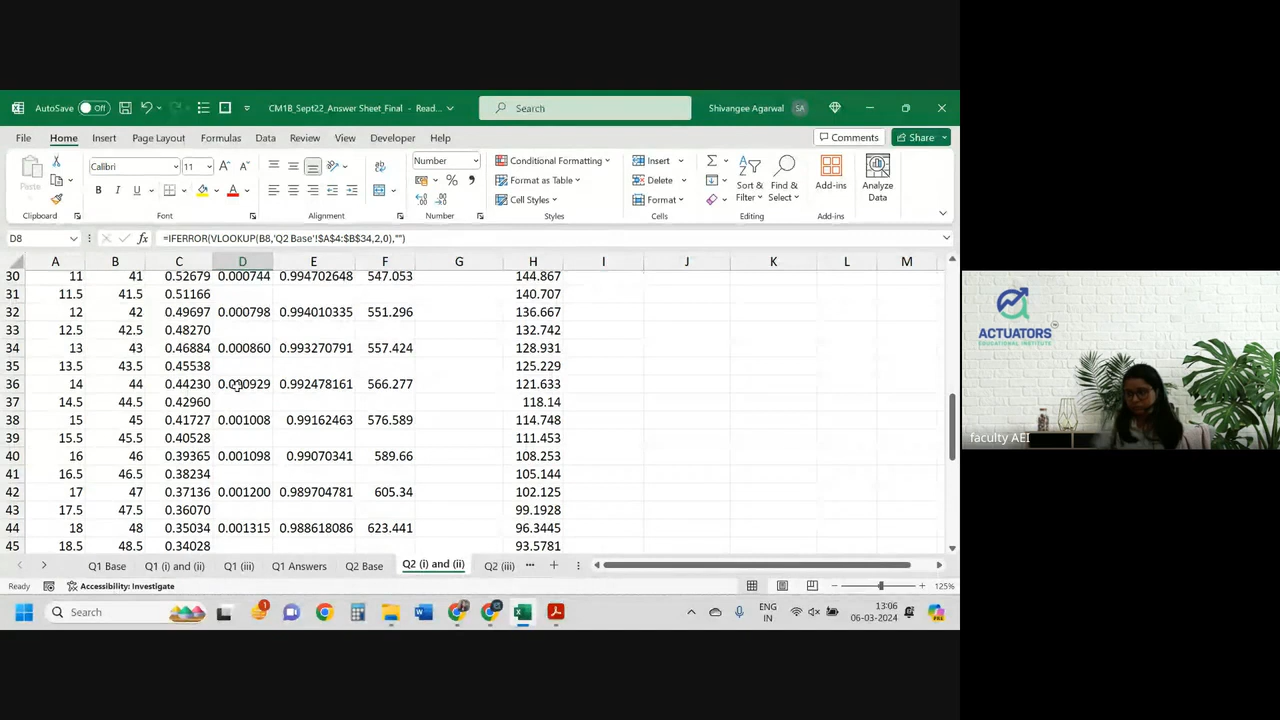 AutoSave Off CM1B_Sept22_Answer Sheet_Final - Read... Search Shivangee Agarwal SA
File Home Insert Page Layout Formulas Data Review View Developer Help Comments Share
Paste Calibri 11 Number Conditional Formatting Insert
B I U Format as Table Delete Sort & Filter Find & Select Add-ins Analyze Data
Cell Styles Format
Clipboard Font Alignment Number Styles Cells Editing Add-ins
D8 fx =IFERROR(VLOOKUP(B8,'Q2 Base'!$A$4:$B$34,2,0),"")
A B C D E F G H I J K L M
30 11 41 0.52679 0.000744 0.994702648 547.053 144.867
31 11.5 41.5 0.51166 140.707
32 12 42 0.49697 0.000798 0.994010335 551.296 136.667
33 12.5 42.5 0.48270 132.742
34 13 43 0.46884 0.000860 0.993270791 557.424 128.931
35 13.5 43.5 0.45538 125.229
36 14 44 0.44230 0.000929 0.992478161 566.277 121.633
37 14.5 44.5 0.42960 118.14
38 15 45 0.41727 0.001008 0.99162463 576.589 114.748
39 15.5 45.5 0.40528 111.453
40 16 46 0.39365 0.001098 0.99070341 589.66 108.253
41 16.5 46.5 0.38234 105.144
42 17 47 0.37136 0.001200 0.989704781 605.34 102.125
43 17.5 47.5 0.36070 99.1928
44 18 48 0.35034 0.001315 0.988618086 623.441 96.3445
45 18.5 48.5 0.34028 93.5781
Q1 Base Q1 (i) and (ii) Q1 (iii) Q1 Answers Q2 Base Q2 (i) and (ii) Q2 (iii) ...
Ready Accessibility: Investigate 125%
Search ENG IN 13:06 06-03-2024
ACTUATORS
EDUCATIONAL INSTITUTE
faculty AEI